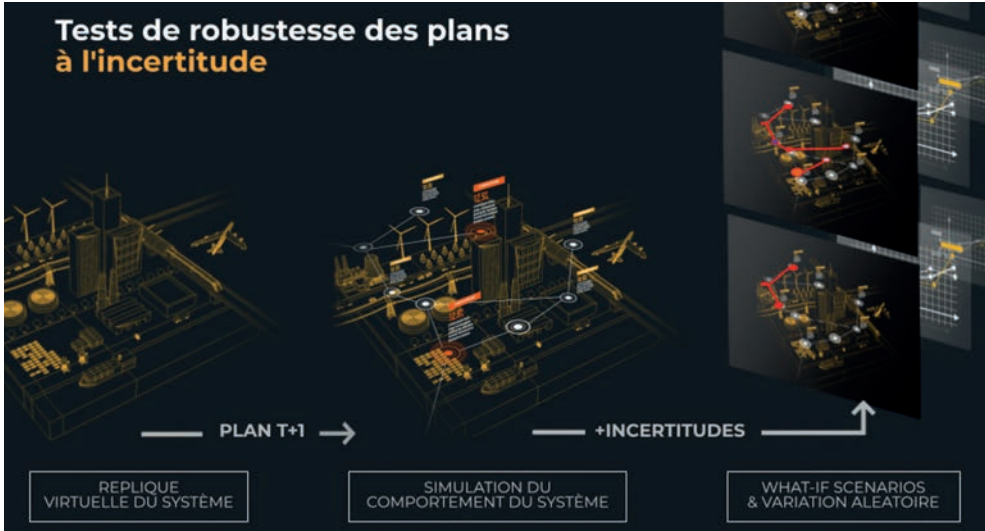 Tests de robustesse des plans
à l'incertitude
PLAN T+1
+INCERTITUDES
REPLIQUE
VIRTUELLE DU SYSTÈME
SIMULATION DU
COMPORTEMENT DU SYSTÈME
WHAT-IF SCENARIOS
& VARIATION ALEATOIRE